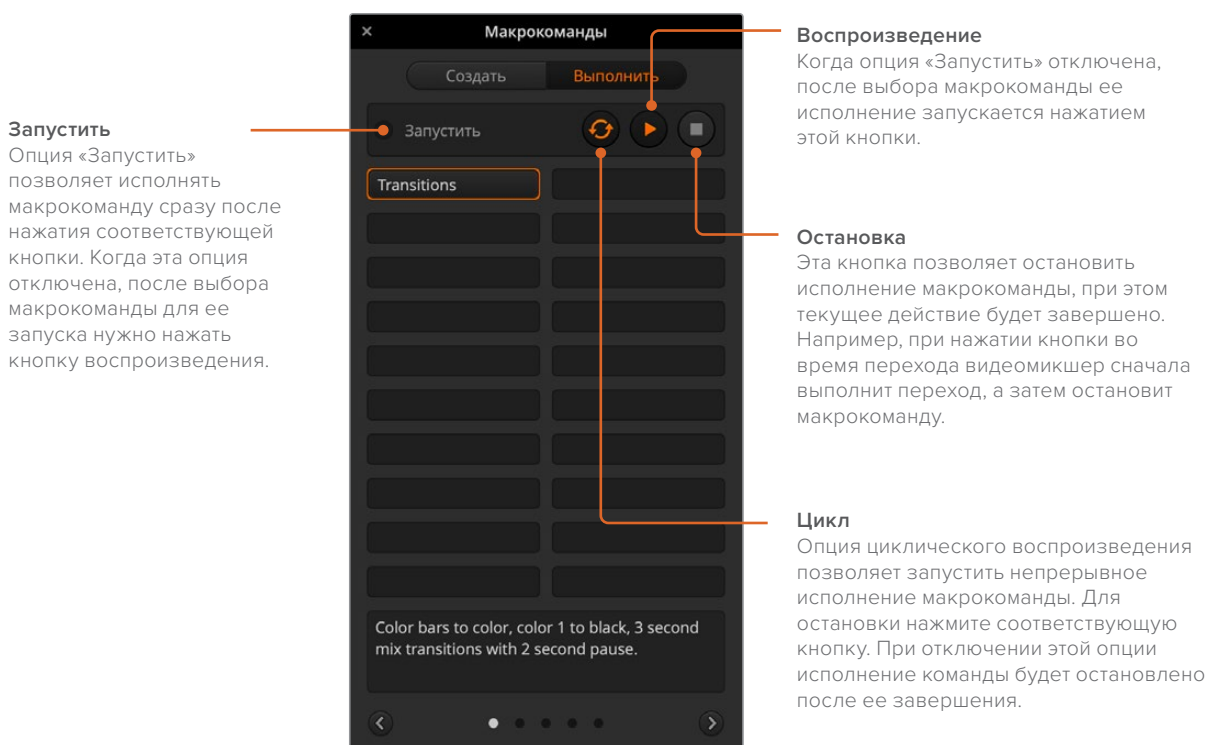 Запустить
Опция «Запустить»
позволяет исполнять
макрокоманду сразу после
нажатия соответствующей
кнопки. Когда эта опция
отключена, после выбора
макрокоманды для ее
запуска нужно нажать
кнопку воспроизведения.
Макрокоманды
Создать
Выполнить
Запустить
Transitions
Color bars to color, color 1 to black, 3 second
mix transitions with 2 second pause.
Воспроизведение
Когда опция «Запустить» отключена,
после выбора макрокоманды ее
исполнение запускается нажатием
этой кнопки.
Остановка
Эта кнопка позволяет остановить
исполнение макрокоманды, при этом
текущее действие будет завершено.
Например, при нажатии кнопки во
время перехода видеомикшер сначала
выполнит переход, а затем остановит
макрокоманду.
Цикл
Опция циклического воспроизведения
позволяет запустить непрерывное
исполнение макрокоманды. Для
остановки нажмите соответствующую
кнопку. При отключении этой опции
исполнение команды будет остановлено
после ее завершения.